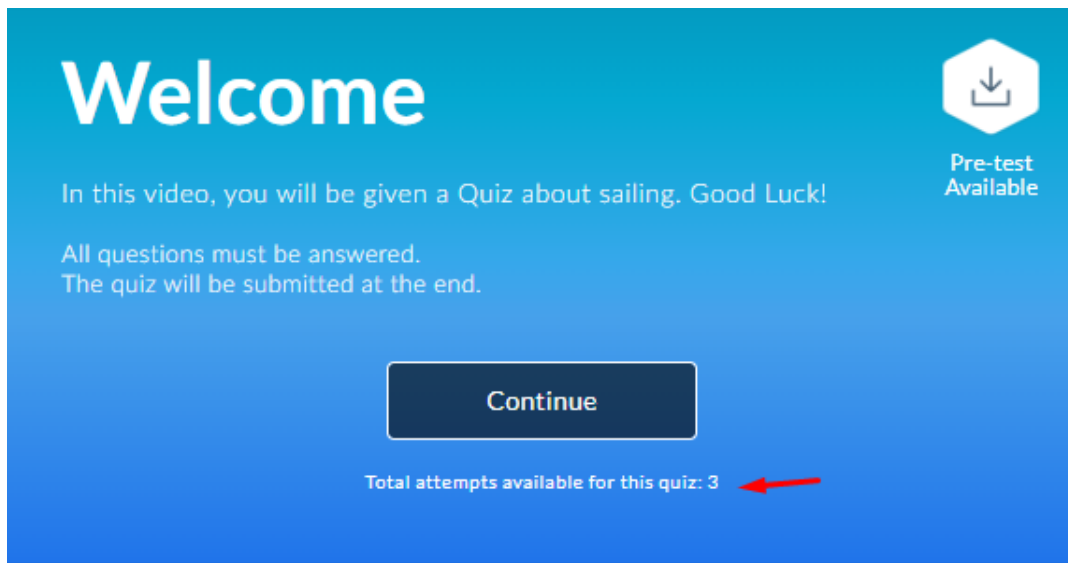 Welcome
Pre-test
Available
In this video, you will be given a Quiz about sailing. Good Luck!
All questions must be answered.
The quiz will be submitted at the end.
Continue
Total attempts available for this quiz: 3